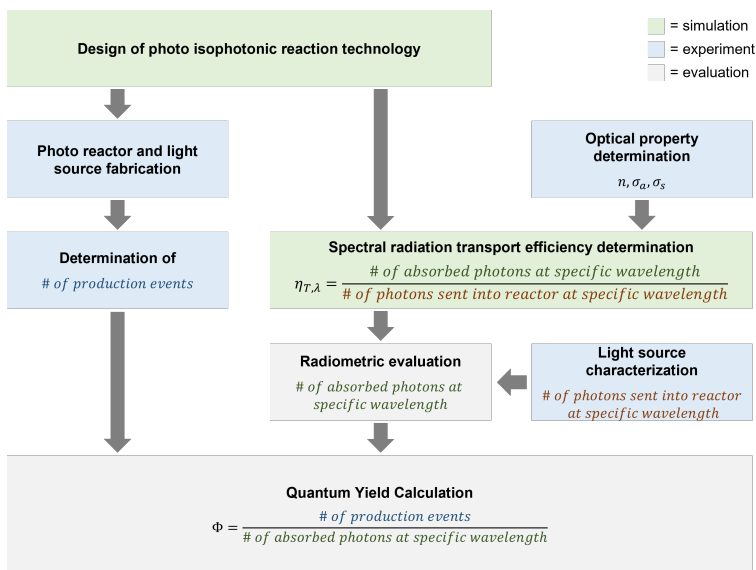 Design of photo isophotonic reaction technology
= simulation
= experiment
= evaluation
Photo reactor and light
source fabrication
Optical property
determination
n, σₐ, σₛ
Determination of
# of production events
Spectral radiation transport efficiency determination
# of absorbed photons at specific wavelength
η_T,λ =
# of photons sent into reactor at specific wavelength
Radiometric evaluation
# of absorbed photons at
specific wavelength
Light source
characterization
# of photons sent into reactor
at specific wavelength
Quantum Yield Calculation
# of production events
Φ =
# of absorbed photons at specific wavelength